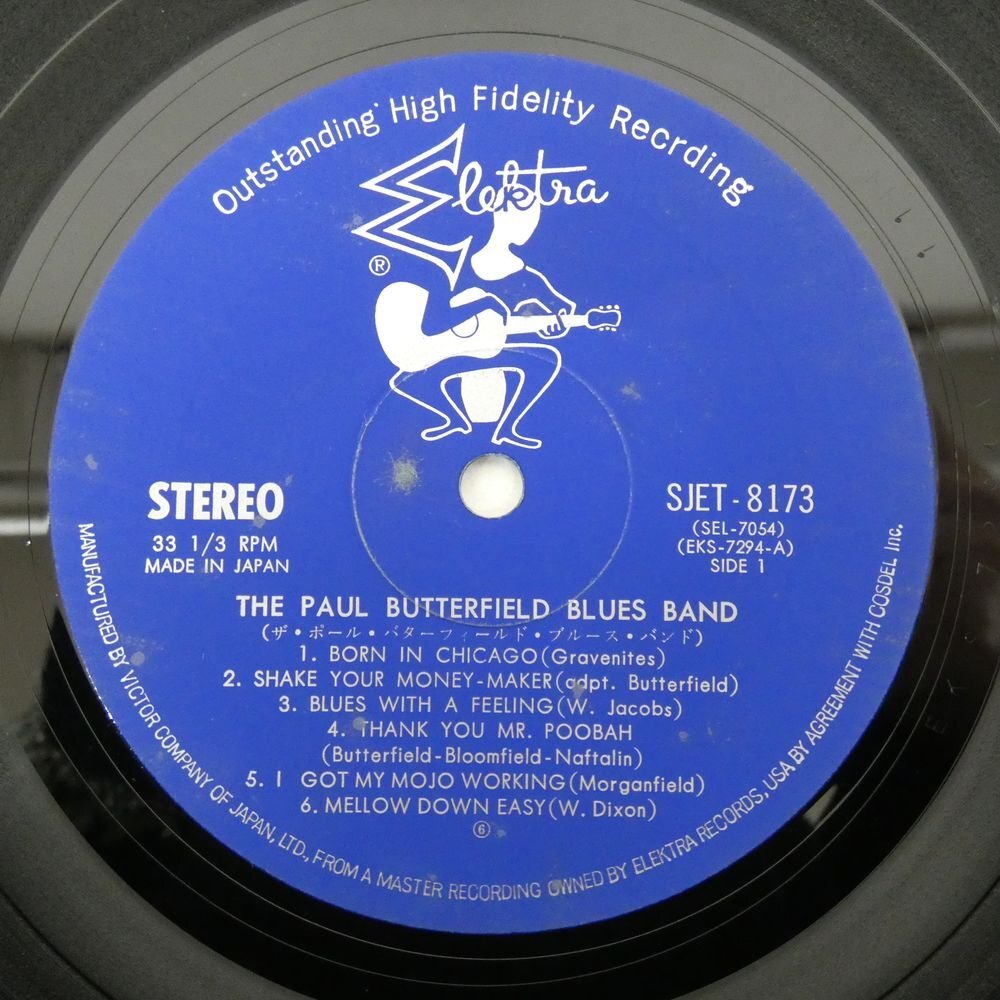 Outstanding High Fidelity Recrding
Elektra
®
STEREO
33 1/3 RPM
MADE IN JAPAN
SJET-8173
(SEL-7054)
(EKS-7294-A)
SIDE 1
THE PAUL BUTTERFIELD BLUES BAND
(ザ・ポール・バターフィールド・ブルース・バンド)
1. BORN IN CHICAGO(Gravenites)
2. SHAKE YOUR MONEY-MAKER(adpt. Butterfield)
3. BLUES WITH A FEELING(W. Jacobs)
4. THANK YOU MR. POOBAH
(Butterfield-Bloomfield-Naftalin)
5. I GOT MY MOJO WORKING(Morganfield)
6. MELLOW DOWN EASY(W. Dixon)
⑥
MANUFACTURED BY VICTOR COMPANY OF JAPAN, LTD., FROM A MASTER RECORDING OWNED BY ELEKTRA RECORDS, USA BY AGREEMENT WITH COSDEL Inc.